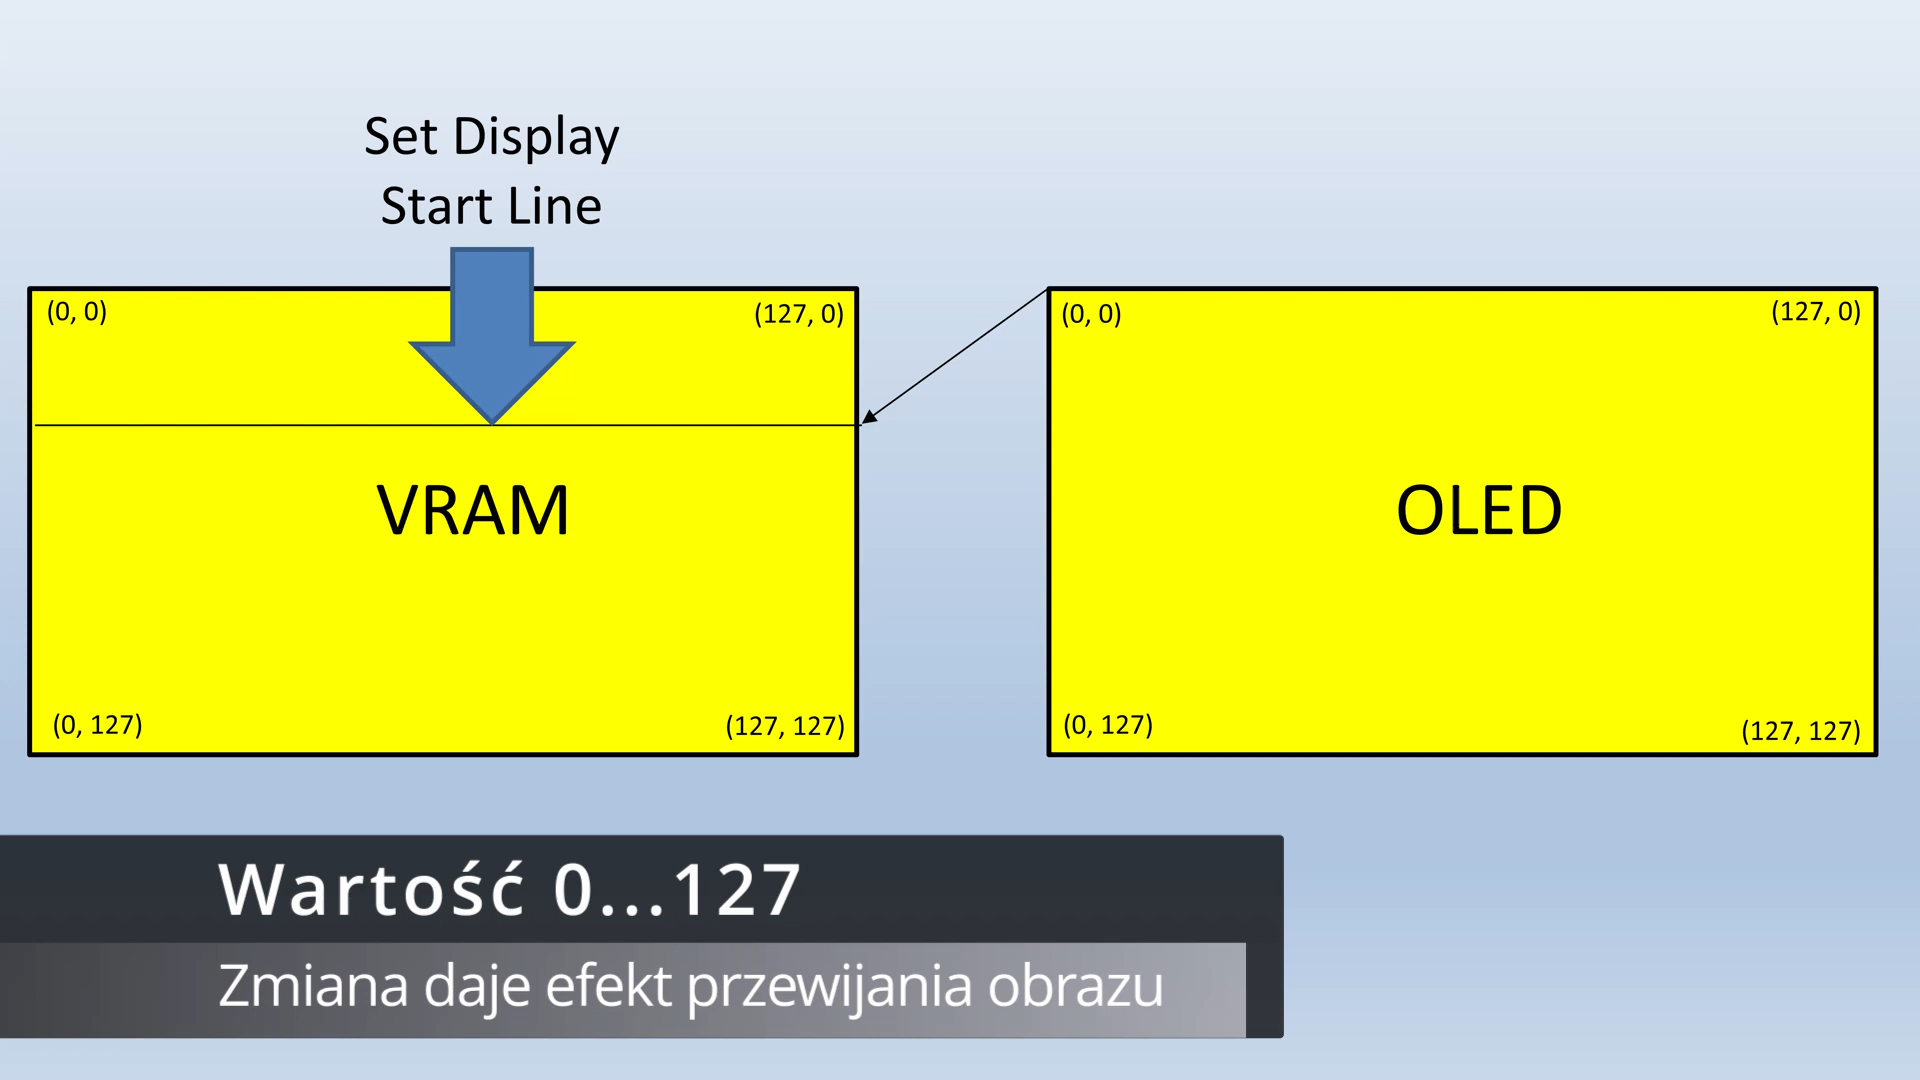 Set Display
Start Line
(0, 0)
(127, 0)
VRAM
(0, 127)
(127, 127)
(0, 0)
(127, 0)
OLED
(0, 127)
(127, 127)
Wartość 0...127
Zmiana daje efekt przewijania obrazu